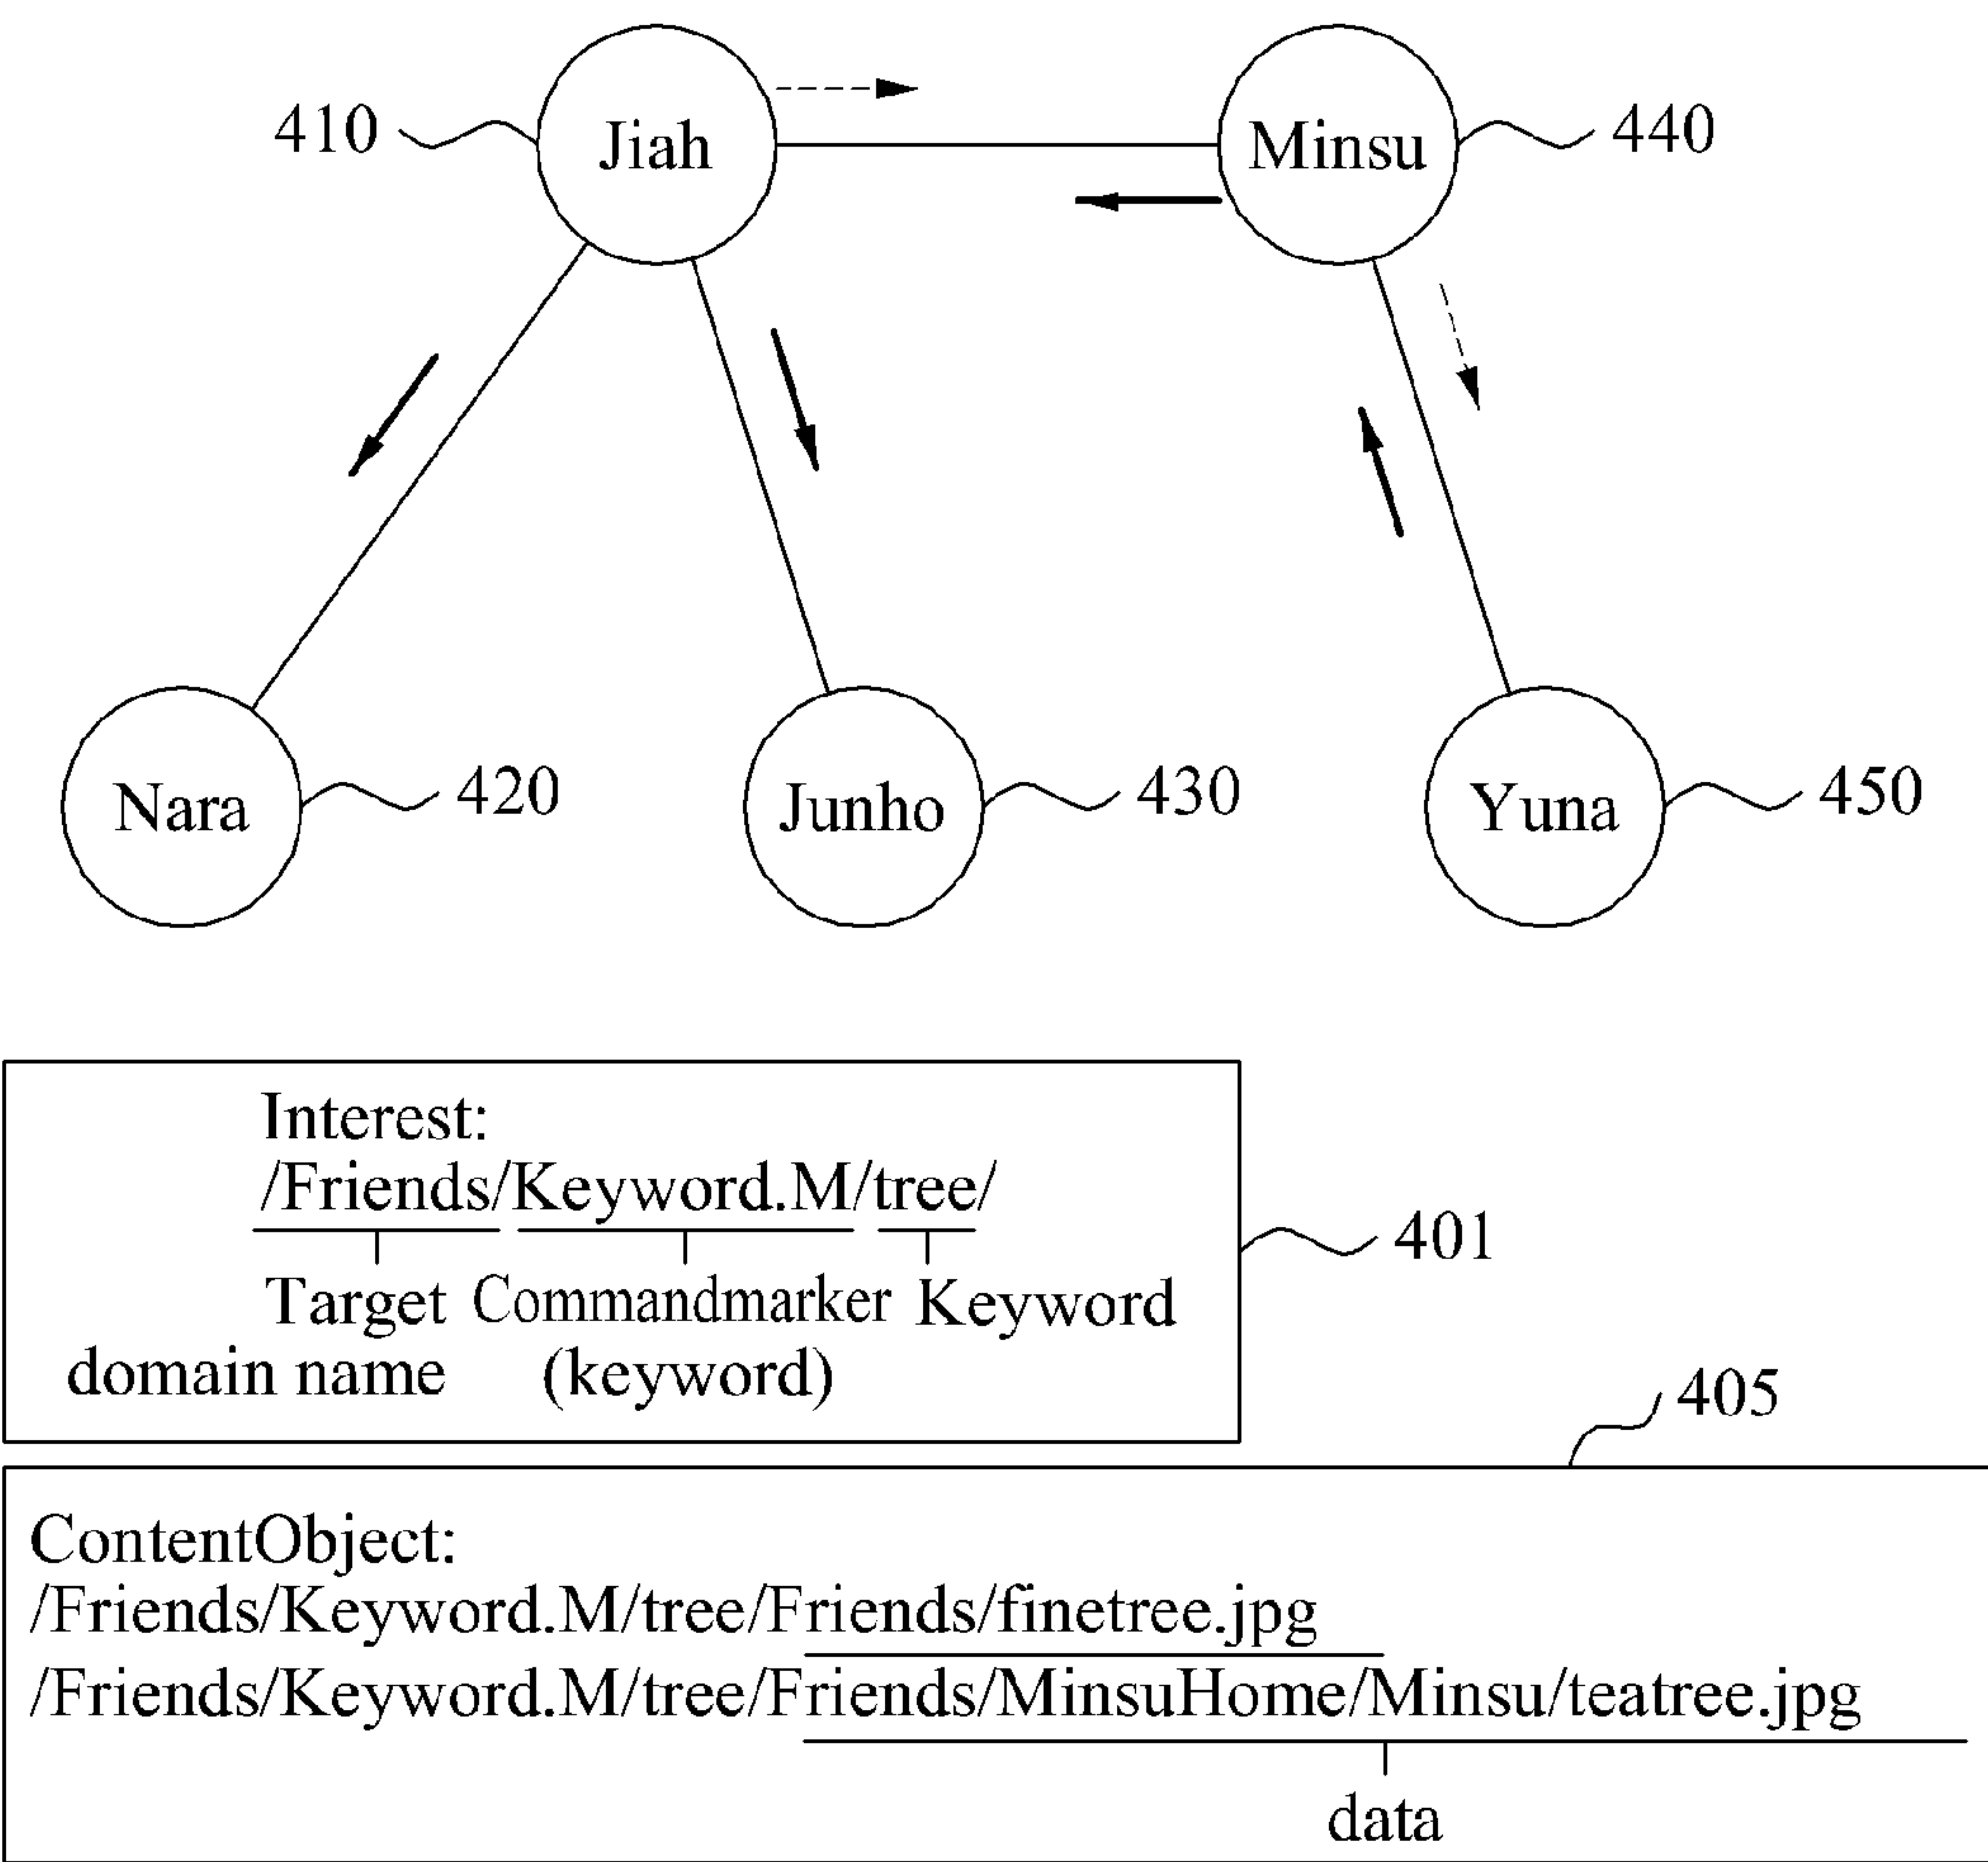 410 Jiah Minsu 440
Nara 420 Junho 430 Yuna 450
Interest:
/Friends/Keyword.M/tree/
Target Commandmarker Keyword
domain name (keyword)
401
405
ContentObject:
/Friends/Keyword.M/tree/Friends/finetree.jpg
/Friends/Keyword.M/tree/Friends/MinsuHome/Minsu/teatree.jpg
data